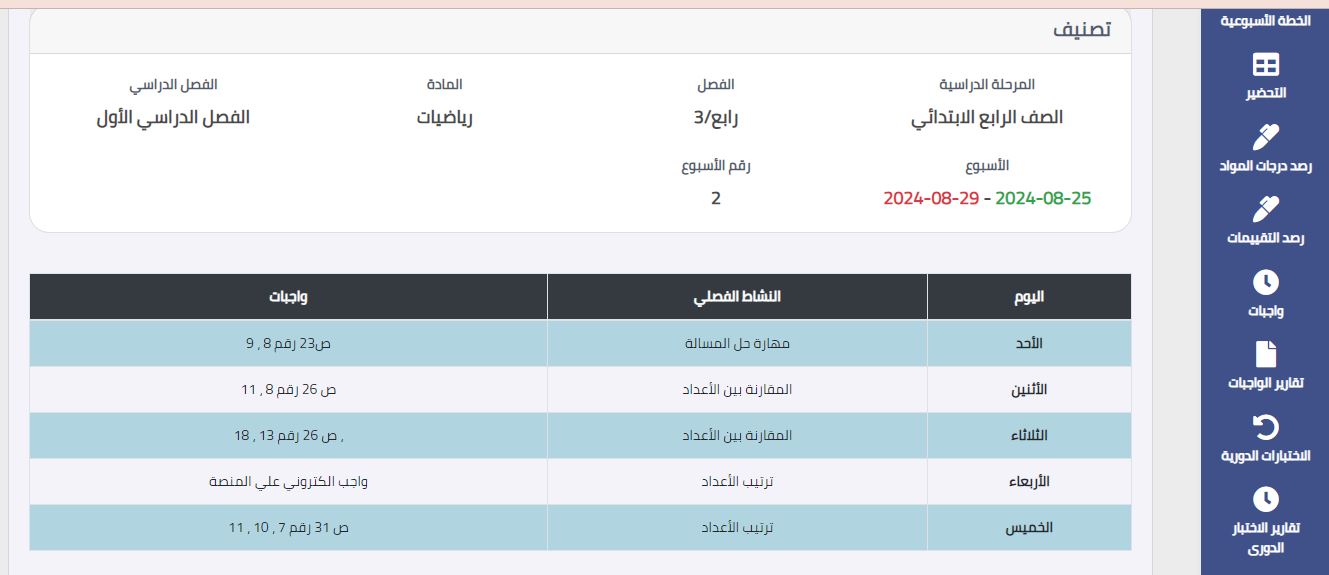 تصنيف
المرحلة الدراسية الفصل المادة الفصل الدراسي
الصف الرابع الابتدائي رابع/3 رياضيات الفصل الدراسي الأول
الأسبوع رقم الأسبوع
2024-08-25 - 2024-08-29 2
اليوم النشاط الفصلي واجبات
الأحد مهارة حل المسالة ص23 رقم 8 , 9
الأثنين المقارنة بين الأعداد ص 26 رقم 8 , 11
الثلاثاء المقارنة بين الأعداد , ص 26 رقم 13 , 18
الأربعاء ترتيب الأعداد واجب الكتروني علي المنصة
الخميس ترتيب الأعداد ص 31 رقم 7 , 10 , 11
الخطة الأسبوعية
التحضير
رصد درجات المواد
رصد التقييمات
واجبات
تقارير الواجبات
الاختبارات الدورية
تقارير الاختبار
الدورى